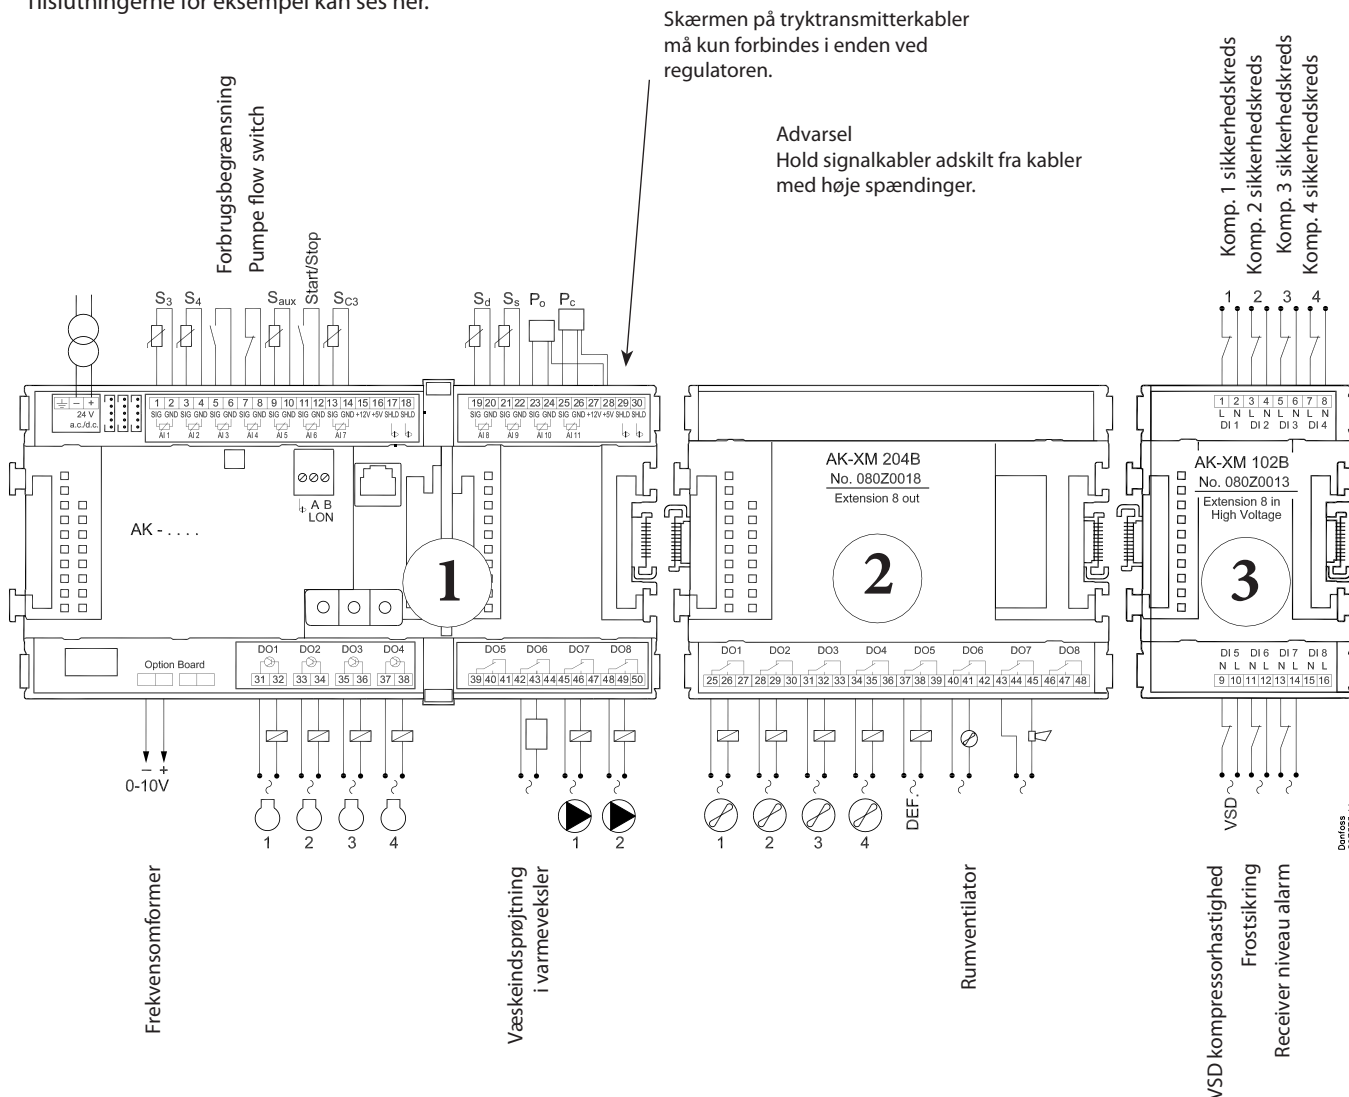 Tilslutningerne for eksempel kan ses her.
Skærmen på tryktransmitterkabler
må kun forbindes i enden ved
regulatoren.
Advarsel
Hold signalkabler adskilt fra kabler
med høje spændinger.
Forbrugsbegrænsning
Pumpe flow switch
Start/Stop
S3 S4 Saux SC3
Sd Ss Po Pc
Komp. 1 sikkerhedskreds
Komp. 2 sikkerhedskreds
Komp. 3 sikkerhedskreds
Komp. 4 sikkerhedskreds
1 2 3 4
– +
24 V
a.c./d.c.
1 2 3 4 5 6 7 8 9 10 11 12 13 14 15 16 17 18
SIG GND SIG GND SIG GND SIG GND SIG GND SIG GND SIG GND +12V +5V SHLD SHLD
AI 1 AI 2 AI 3 AI 4 AI 5 AI 6 AI 7
19 20 21 22 23 24 25 26 27 28 29 30
SIG GND SIG GND SIG GND SIG GND +12V +5V SHLD SHLD
AI 8 AI 9 AI 10 AI 11
1 2 3 4 5 6 7 8
L N L N L N L N
DI 1 DI 2 DI 3 DI 4
A B
LON
AK - . . . .
1
AK-XM 204B
No. 080Z0018
Extension 8 out
2
AK-XM 102B
No. 080Z0013
Extension 8 in
High Voltage
3
Option Board
DO1 DO2 DO3 DO4
31 32 33 34 35 36 37 38
DO5 DO6 DO7 DO8
39 40 41 42 43 44 45 46 47 48 49 50
DO1 DO2 DO3 DO4 DO5 DO6 DO7 DO8
25 26 27 28 29 30 31 32 33 34 35 36 37 38 39 40 41 42 43 44 45 46 47 48
DI 5 DI 6 DI 7 DI 8
N L N L N L N L
9 10 11 12 13 14 15 16
– +
0-10V
~ ~ ~ ~
1 2 3 4
~ ~ ~
1 2
~ ~ ~ ~ ~ ~ ~
1 2 3 4
DEF.
VSD
~ ~ ~
Danfoss
Frekvensomformer
Væskeindsprøjtning
i varmeveksler
Rumventilator
VSD kompressorhastighed
Frostsikring
Receiver niveau alarm